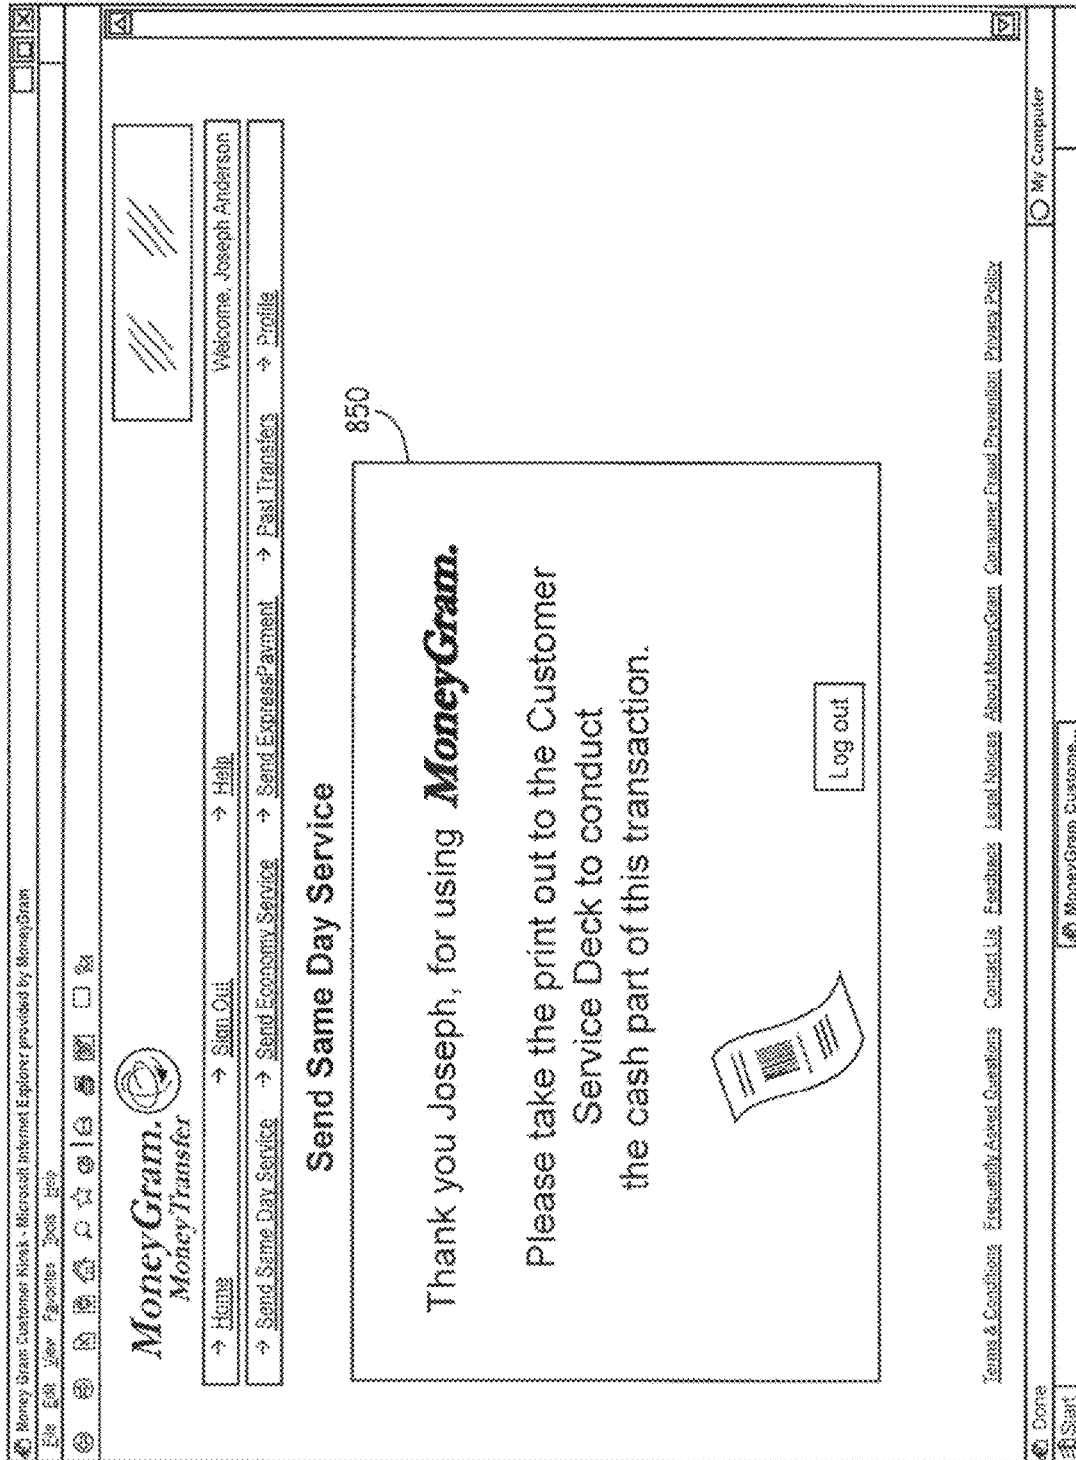 Money Gram Customer Kiosk - Microsoft Internet Explorer provided by MoneyGram
File Edit View Favorites Tools Help
MoneyGram.
MoneyTransfer
→ Home → Sign Out → Help Welcome, Joseph Anderson
→ Send Same Day Service → Send Economy Service → Send ExpressPayment → Past Transfers → Profile
Send Same Day Service
850
Thank you Joseph, for using MoneyGram.
Please take the print out to the Customer
Service Deck to conduct
the cash part of this transaction.
Log out
Terms & Conditions Frequently Asked Questions Contact Us Feedback Legal Notices About MoneyGram Consumer Fraud Prevention Privacy Policy
Done My Computer
Start MoneyGram Custome...